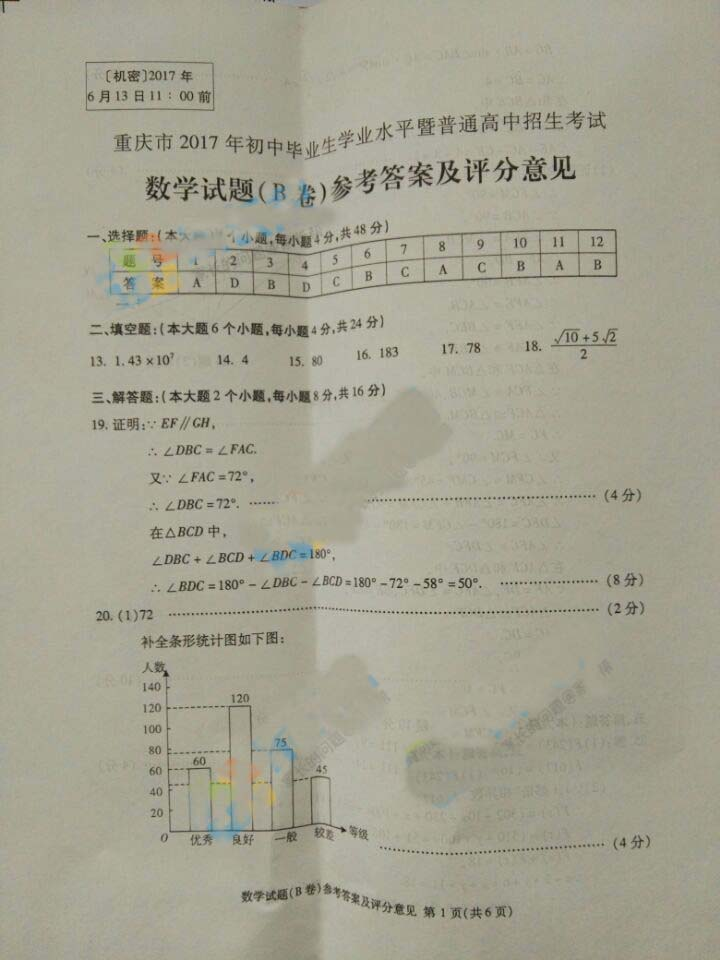 〔机密〕2017年
6月13日11：00前
重庆市2017年初中毕业生学业水平暨普通高中招生考试
数学试题(B卷)参考答案及评分意见
一、选择题:(本大 小题,每小题4分,共48分)
题 号 1 2 3 4 5 6 7 8 9 10 11 12
答 案 A D B D C B C A C B A B
二、填空题:(本大题6个小题,每小题4分,共24分)
13. 1.43×10⁷ 14. 4 15. 80 16. 183 17. 78 18. (√10+5√2)/2
三、解答题:(本大题2个小题,每小题8分,共16分)
19. 证明:∵ EF∥GH,
∴ ∠DBC=∠FAC.
又∵ ∠FAC=72°,
∴ ∠DBC=72°. ……(4分)
在△BCD中,
∠DBC+∠BCD+∠BDC=180°,
∴ ∠BDC=180°-∠DBC-∠BCD=180°-72°-58°=50°. ……(8分)
20. (1)72 ……(2分)
补全条形统计图如下图:
人数
140
120
120
100
80
75
60
60
45
40
20
O 优秀 良好 一般 较差 等级
……(4分)
数学试题(B卷)参考答案及评分意见 第1页(共6页)